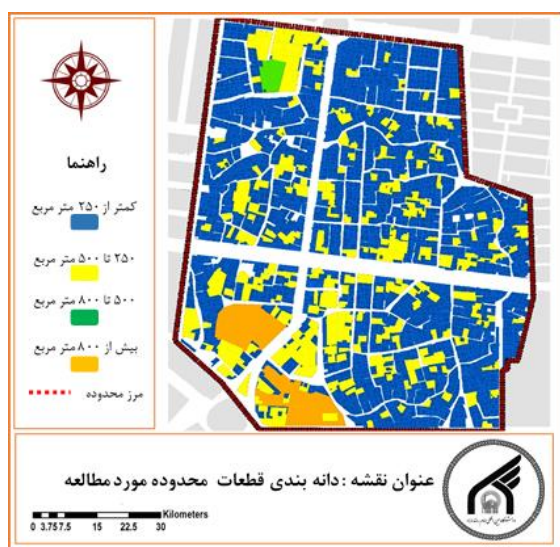 راهنما
کمتر از ۲۵۰ متر مربع
۲۵۰ تا ۵۰۰ متر مربع
۵۰۰ تا ۸۰۰ متر مربع
بیش از ۸۰۰ متر مربع
مرز محدوده
عنوان نقشه : دانه بندی قطعات محدوده مورد مطالعه
Kilometers
0 3.75 7.5 15 22.5 30